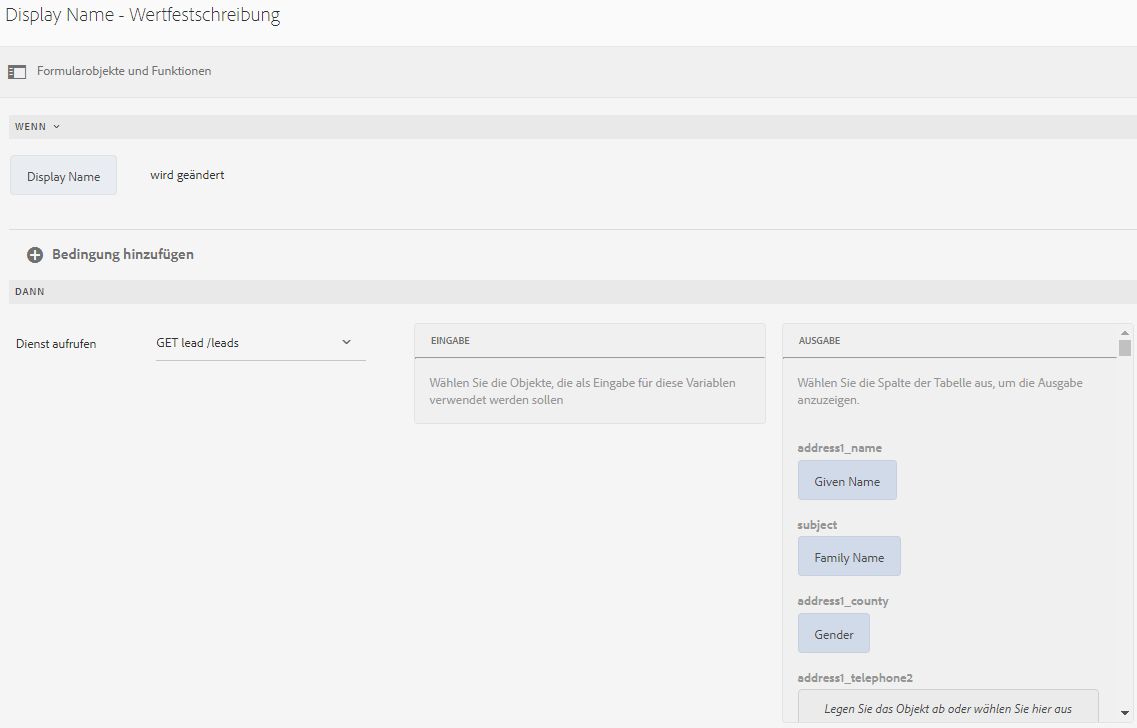 Display Name - Wertfestschreibung
Formularobjekte und Funktionen
WENN
Display Name
wird geändert
Bedingung hinzufügen
DANN
Dienst aufrufen
GET lead /leads
EINGABE
Wählen Sie die Objekte, die als Eingabe für diese Variablen
verwendet werden sollen
AUSGABE
Wählen Sie die Spalte der Tabelle aus, um die Ausgabe
anzuzeigen.
address1_name
Given Name
subject
Family Name
address1_county
Gender
address1_telephone2
Legen Sie das Objekt ab oder wählen Sie hier aus